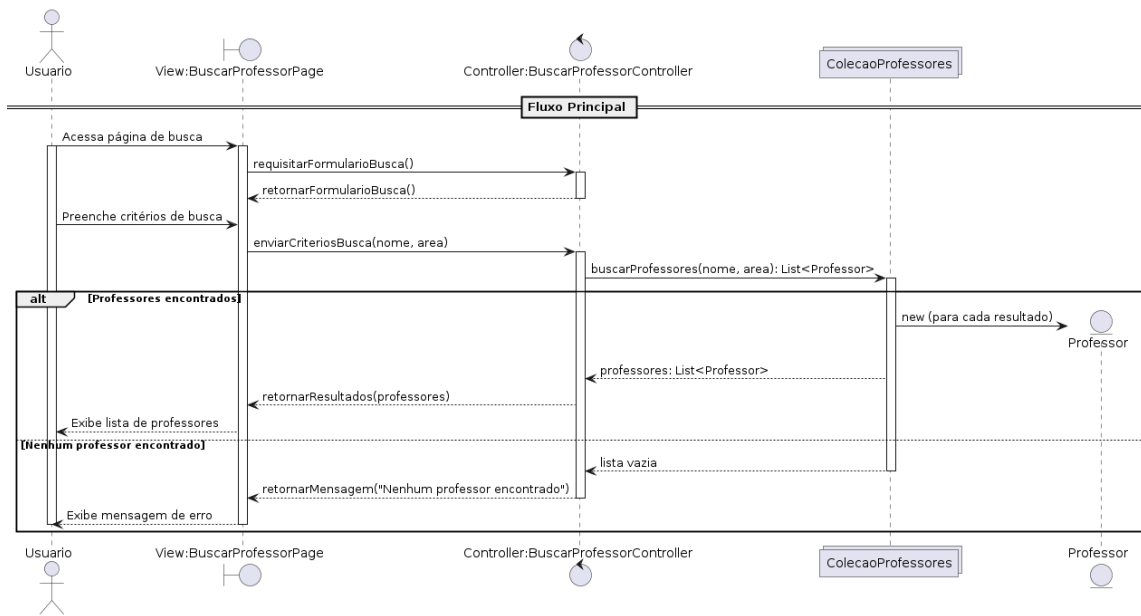 Usuario
View:BuscarProfessorPage
Controller:BuscarProfessorController
ColecaoProfessores
Fluxo Principal
Acessa página de busca
requisitarFormularioBusca()
retornarFormularioBusca()
Preenche critérios de busca
enviarCriteriosBusca(nome, area)
buscarProfessores(nome, area): List<Professor>
alt
[Professores encontrados]
new (para cada resultado)
Professor
professores: List<Professor>
retornarResultados(professores)
Exibe lista de professores
[Nenhum professor encontrado]
lista vazia
retornarMensagem("Nenhum professor encontrado")
Exibe mensagem de erro
Usuario
View:BuscarProfessorPage
Controller:BuscarProfessorController
ColecaoProfessores
Professor